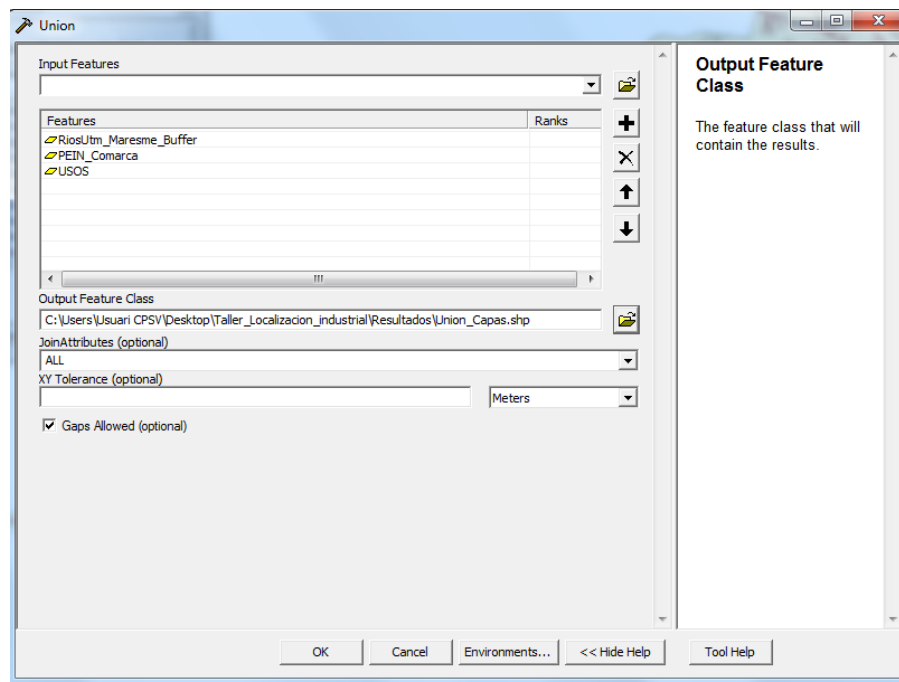 Union
Input Features
Features Ranks
RiosUtm_Maresme_Buffer
PEIN_Comarca
USOS
Output Feature Class
C:\Users\Usuari CPSV\Desktop\Taller_Localizacion_industrial\Resultados\Union_Capas.shp
JoinAttributes (optional)
ALL
XY Tolerance (optional)
Meters
Gaps Allowed (optional)
Output Feature
Class
The feature class that will
contain the results.
OK Cancel Environments... << Hide Help Tool Help